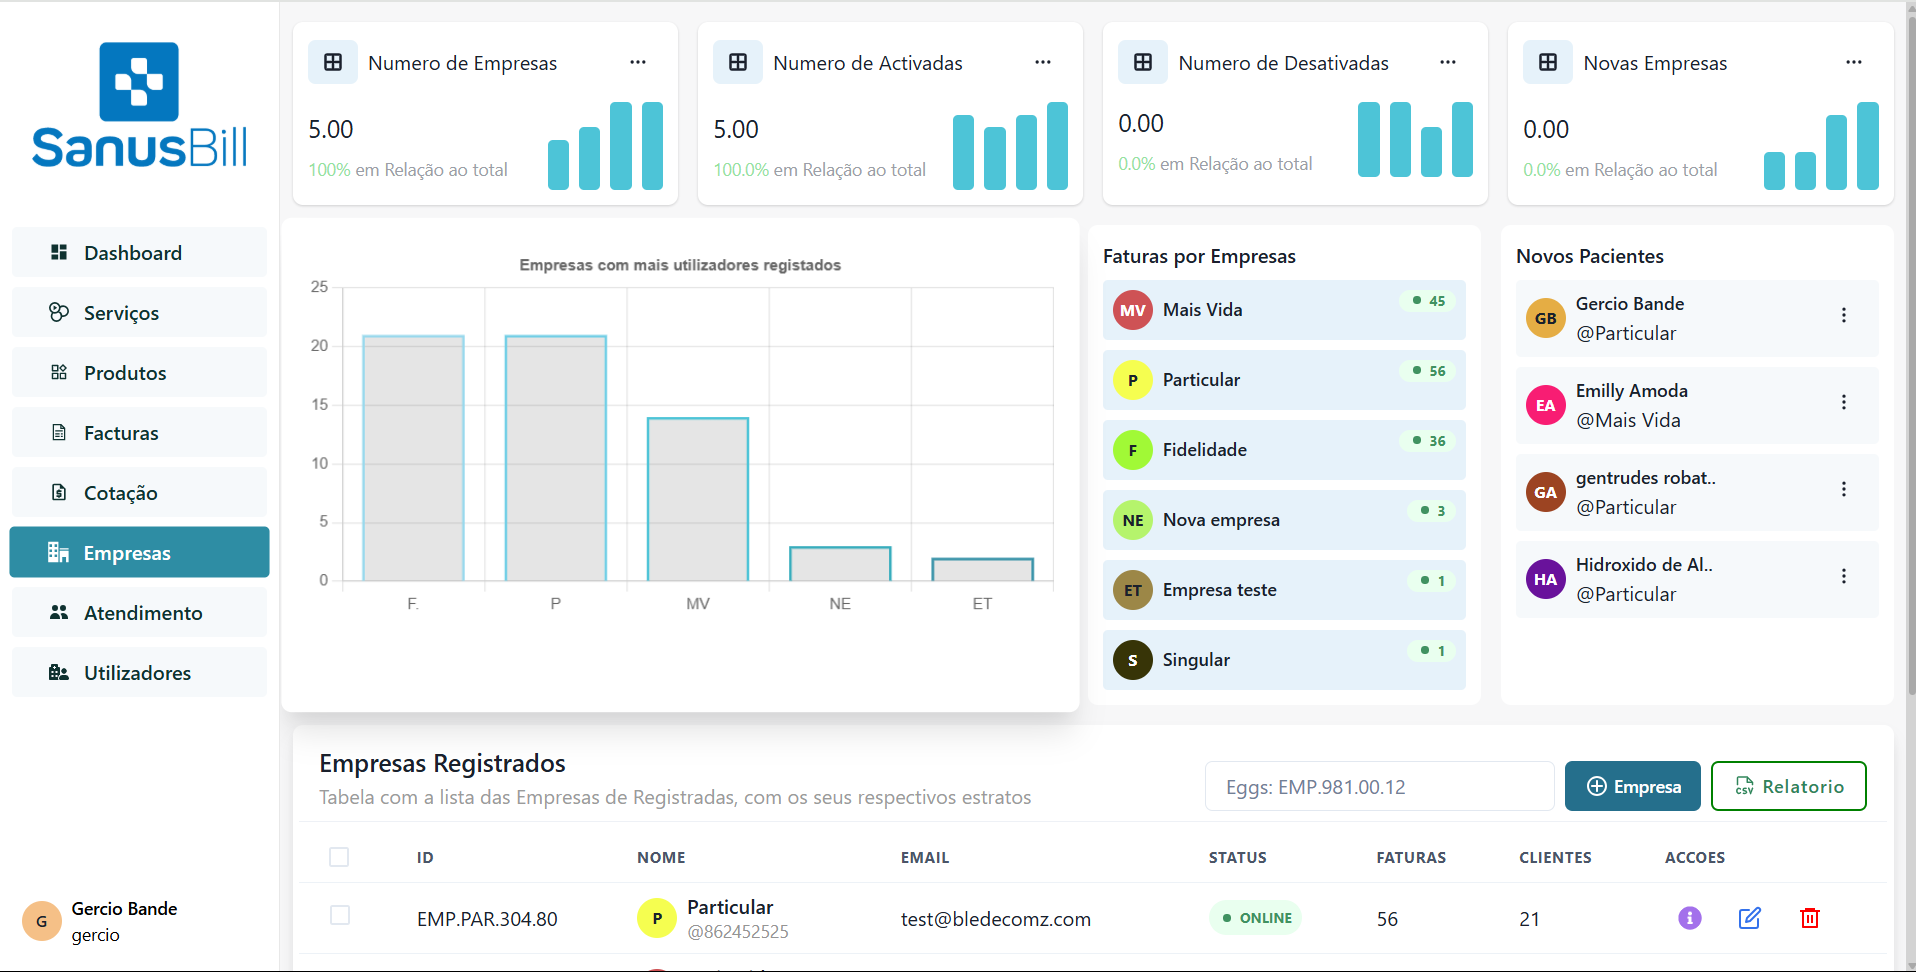 SanusBill
Dashboard
Serviços
Produtos
Facturas
Cotação
Empresas
Atendimento
Utilizadores
G
Gercio Bande
gercio
Numero de Empresas
5.00
100% em Relação ao total
Numero de Activadas
5.00
100.0% em Relação ao total
Numero de Desativadas
0.00
0.0% em Relação ao total
Novas Empresas
0.00
0.0% em Relação ao total
Empresas com mais utilizadores registados
25
20
15
10
5
0
F. P MV NE ET
Faturas por Empresas
MV Mais Vida 45
P Particular 56
F Fidelidade 36
NE Nova empresa 3
ET Empresa teste 1
S Singular 1
Novos Pacientes
GB Gercio Bande
@Particular
EA Emilly Amoda
@Mais Vida
GA gentrudes robat..
@Particular
HA Hidroxido de Al..
@Particular
Empresas Registrados
Tabela com a lista das Empresas de Registradas, com os seus respectivos estratos
Eggs: EMP.981.00.12
Empresa
CSV Relatorio
ID NOME EMAIL STATUS FATURAS CLIENTES ACCOES
EMP.PAR.304.80 P Particular test@bledecomz.com ONLINE 56 21
@862452525